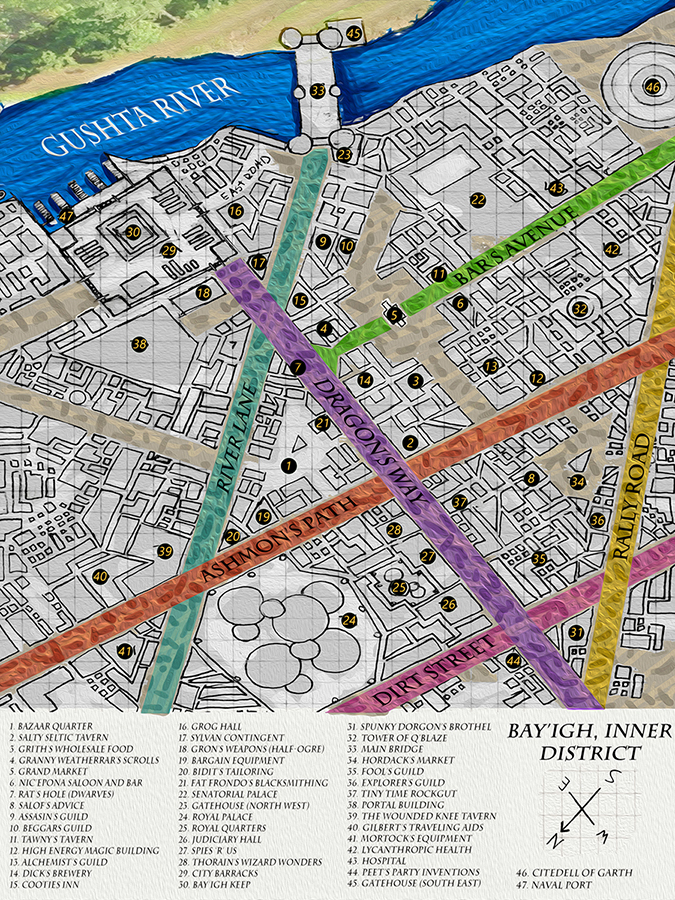 45
33
46
GUSHTA RIVER
23
EAST ROAD
43
22
16
47
30
29
9
10
42
17
11
BAR'S AVENUE
18
15
5
6
32
4
38
7
14
3
13
12
DRAGON'S WAY
RIVER LANE
21
2
1
8
34
RALLY ROAD
37
36
19
ASHMON'S PATH
28
20
39
27
35
40
25
26
24
31
41
DIRT STREET
44
1. BAZAAR QUARTER
2. SALTY SELTIC TAVERN
3. GRITH'S WHOLESALE FOOD
4. GRANNY WEATHERRAR'S SCROLLS
5. GRAND MARKET
6. NIC'EPONA SALOON AND BAR
7. RAT'S HOLE (DWARVES)
8. SALOF'S ADVICE
9. ASSASIN'S GUILD
10. BEGGARS GUILD
11. TAWNY'S TAVERN
12. HIGH ENERGY MAGIC BUILDING
13. ALCHEMIST'S GUILD
14. DICK'S BREWERY
15. COOTIES INN
16. GROG HALL
17. SYLVAN CONTINGENT
18. GRON'S WEAPONS (HALF-OGRE)
19. BARGAIN EQUIPMENT
20. BIDIT'S TAILORING
21. FAT FRONDO'S BLACKSMITHING
22. SENATORIAL PALACE
23. GATEHOUSE (NORTH WEST)
24. ROYAL PALACE
25. ROYAL QUARTERS
26. JUDICIARY HALL
27. SPIES 'R' US
28. THORAIN'S WIZARD WONDERS
29. CITY BARRACKS
30. BAY'IGH KEEP
31. SPUNKY DORGON'S BROTHEL
32. TOWER OF Q'BLAZE
33. MAIN BRIDGE
34. HORDACK'S MARKET
35. FOOL'S GUILD
36. EXPLORER'S GUILD
37. TINY TIME ROCKGUT
38. PORTAL BUILDING
39. THE WOUNDED KNEE TAVERN
40. GILBERT'S TRAVELING AIDS
41. MORTOCK'S EQUIPMENT
42. LYCANTHROPIC HEALTH
43. HOSPITAL
44. PEET'S PARTY INVENTIONS
45. GATEHOUSE (SOUTH EAST)
BAY'IGH, INNER
DISTRICT
E S
N W
46. CITEDELL OF GARTH
47. NAVAL PORT